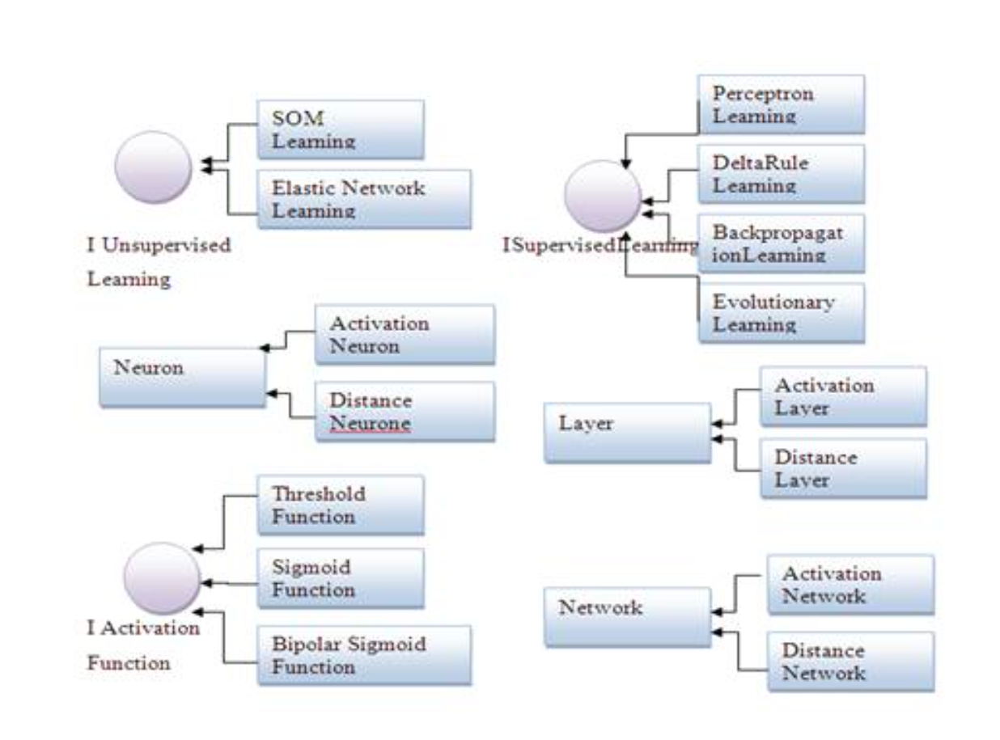 SOM
Learning
Elastic Network
Learning
I Unsupervised
Learning
Perceptron
Learning
DeltaRule
Learning
Backpropagat
ionLearning
Evolutionary
Learning
ISupervisedLearning
Activation
Neuron
Neuron
Distance
Neurone
Activation
Layer
Layer
Distance
Layer
Threshold
Function
Sigmoid
Function
Bipolar Sigmoid
Function
I Activation
Function
Activation
Network
Network
Distance
Network